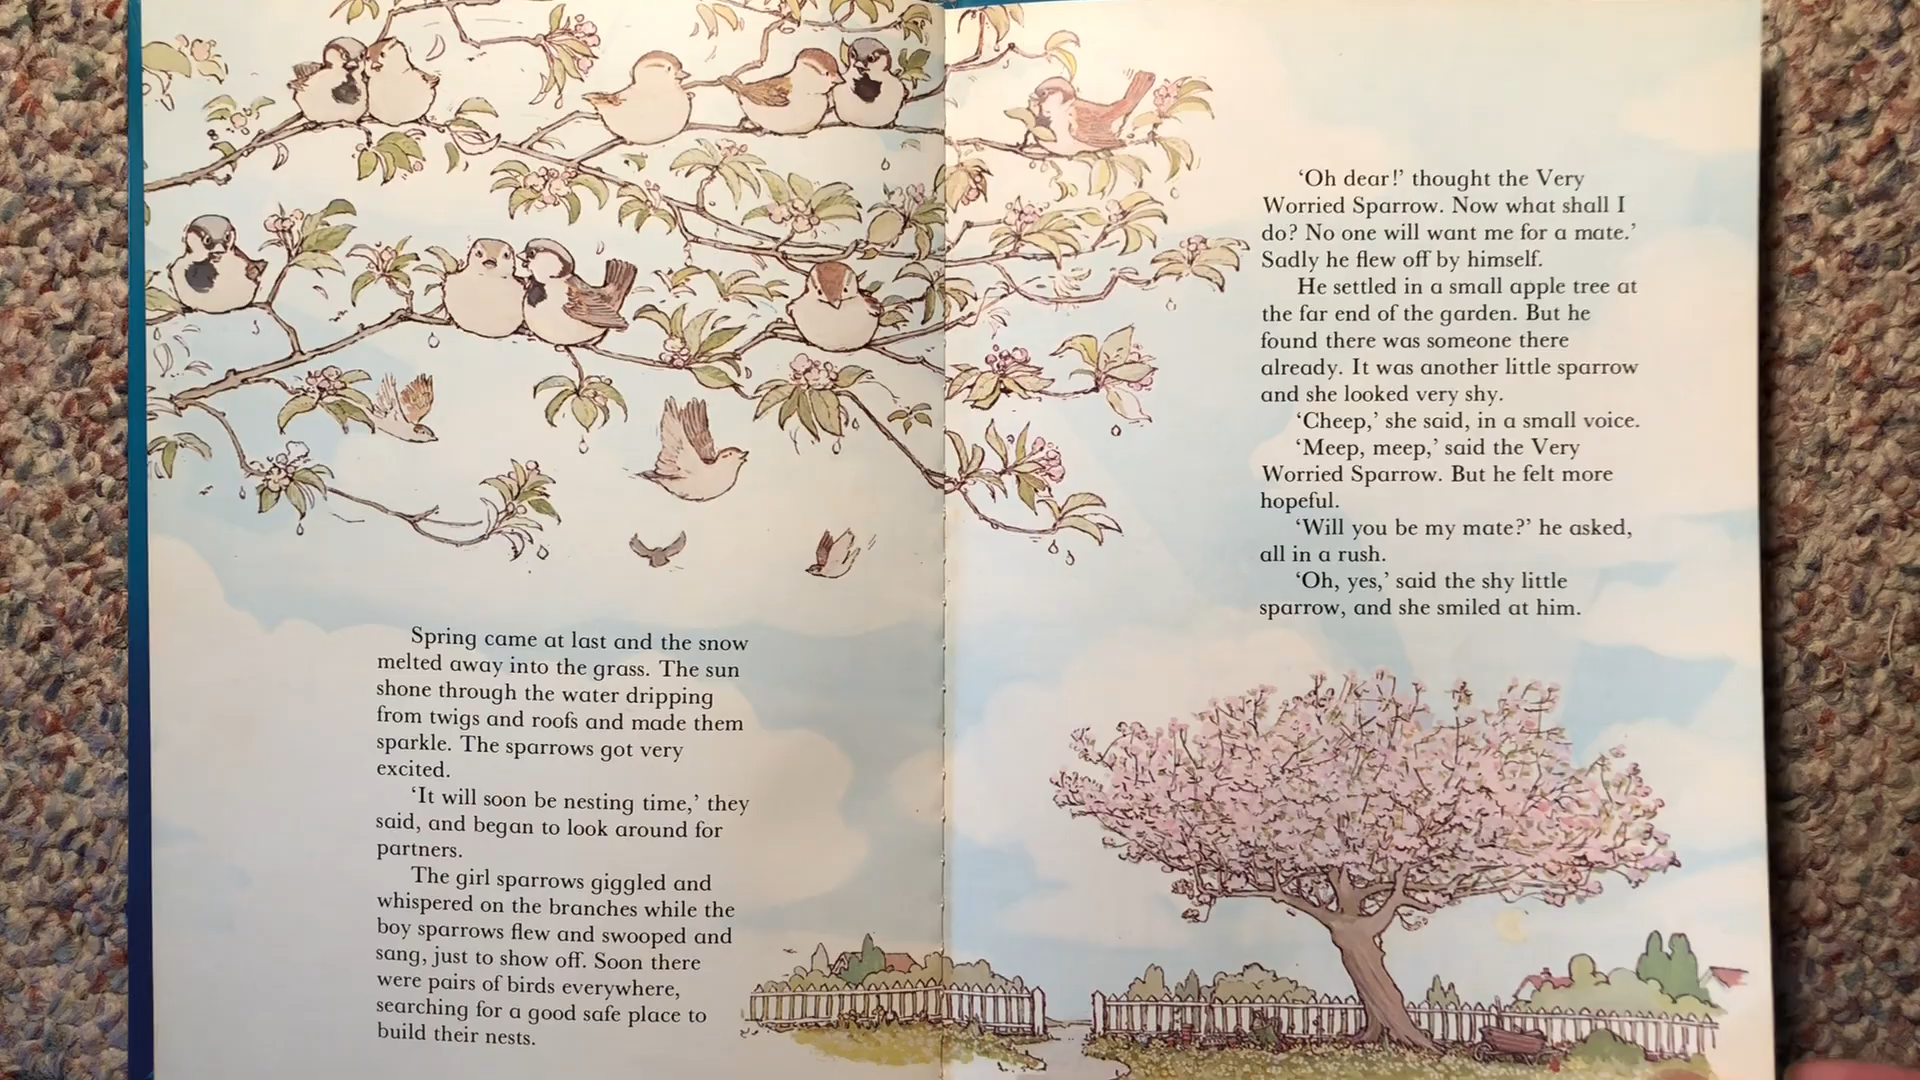 Spring came at last and the snow
melted away into the grass. The sun
shone through the water dripping
from twigs and roofs and made them
sparkle. The sparrows got very
excited.
‘It will soon be nesting time,’ they
said, and began to look around for
partners.
The girl sparrows giggled and
whispered on the branches while the
boy sparrows flew and swooped and
sang, just to show off. Soon there
were pairs of birds everywhere,
searching for a good safe place to
build their nests.
‘Oh dear!’ thought the Very
Worried Sparrow. Now what shall I
do? No one will want me for a mate.’
Sadly he flew off by himself.
He settled in a small apple tree at
the far end of the garden. But he
found there was someone there
already. It was another little sparrow
and she looked very shy.
‘Cheep,’ she said, in a small voice.
‘Meep, meep,’ said the Very
Worried Sparrow. But he felt more
hopeful.
‘Will you be my mate?’ he asked,
all in a rush.
‘Oh, yes,’ said the shy little
sparrow, and she smiled at him.